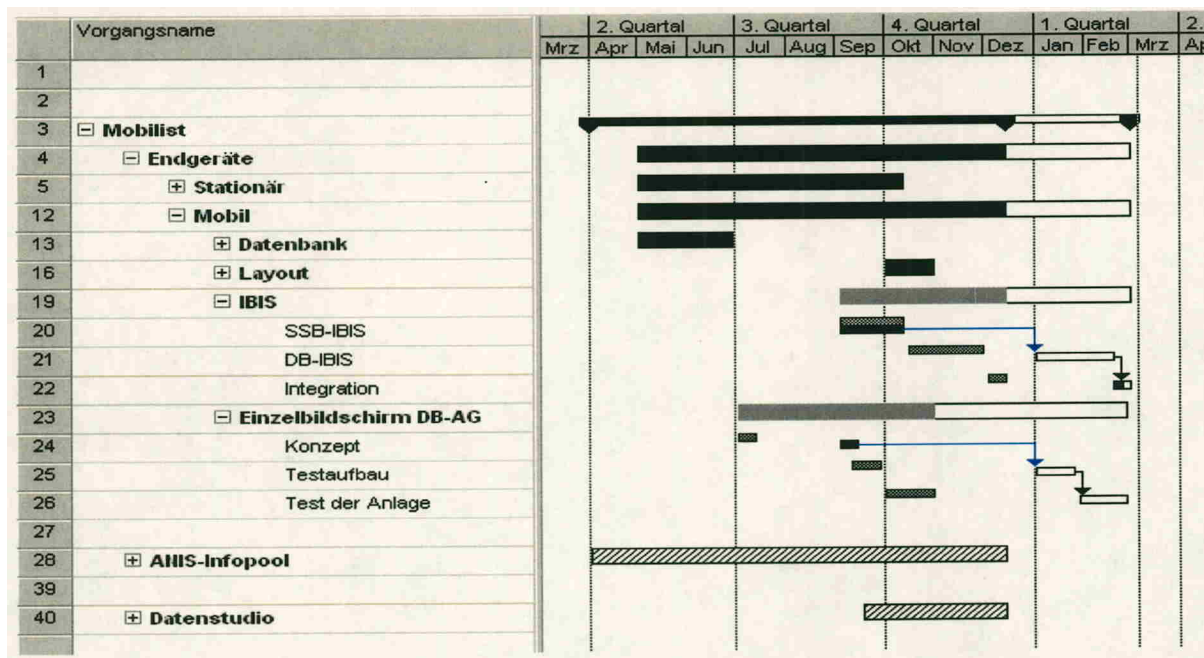 Vorgangsname 2. Quartal 3. Quartal 4. Quartal 1. Quartal 2.
Mrz Apr Mai Jun Jul Aug Sep Okt Nov Dez Jan Feb Mrz Ap
1
2
3 Mobilist
4 Endgeräte
5 Stationär
12 Mobil
13 Datenbank
16 Layout
19 IBIS
20 SSB-IBIS
21 DB-IBIS
22 Integration
23 Einzelbildschirm DB-AG
24 Konzept
25 Testaufbau
26 Test der Anlage
27
28 ANIS-Infopool
39
40 Datenstudio